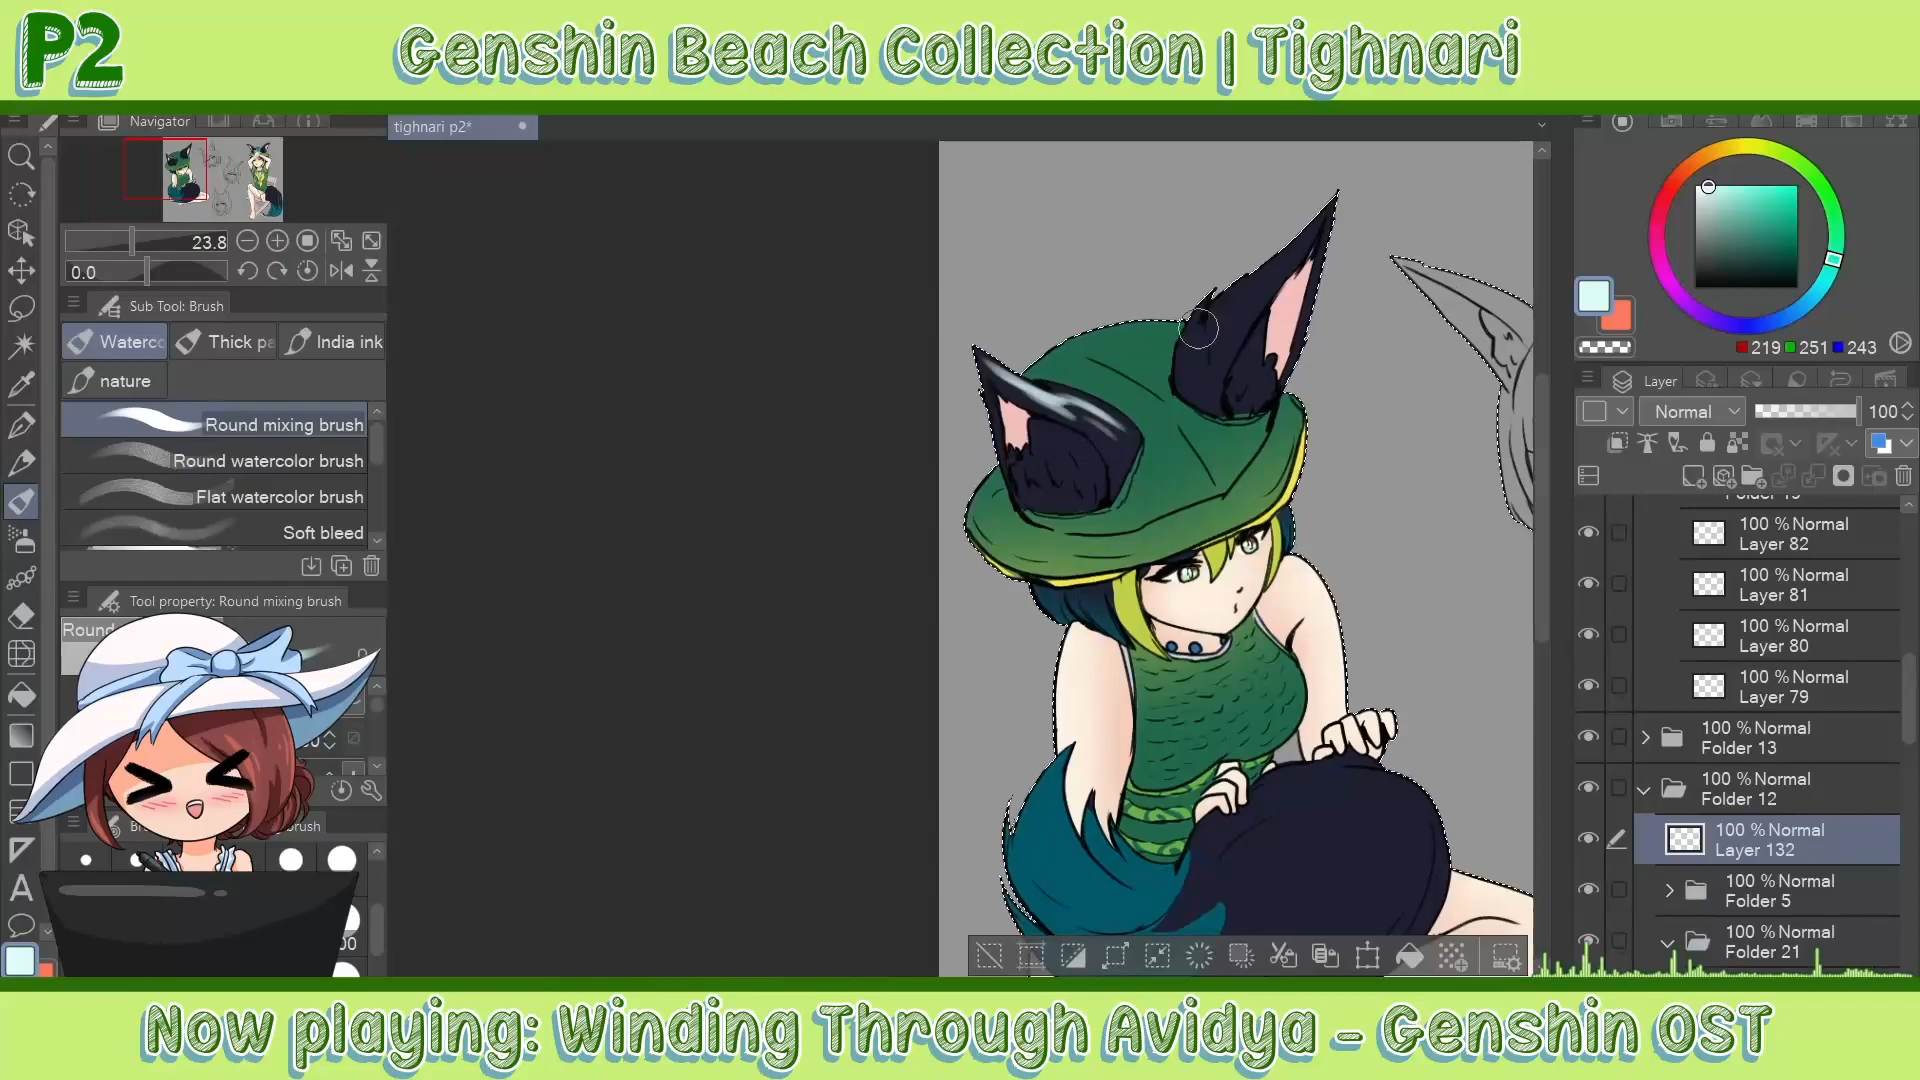 P2
Genshin Beach Collection | Tighnari
Navigator
tighnari p2*
23.8
0.0
Sub Tool: Brush
Waterc
Thick pa
India ink
nature
Round mixing brush
Round watercolor brush
Flat watercolor brush
Soft bleed
Tool property: Round mixing brush
Round
219 251 243
Layer
Normal 100
100 %Normal
Layer 82
100 %Normal
Layer 81
100 %Normal
Layer 80
100 %Normal
Layer 79
100 %Normal
Folder 13
100 %Normal
Folder 12
100 %Normal
Layer 132
100 %Normal
Folder 5
100 %Normal
Folder 21
Now playing: Winding Through Avidya - Genshin OST